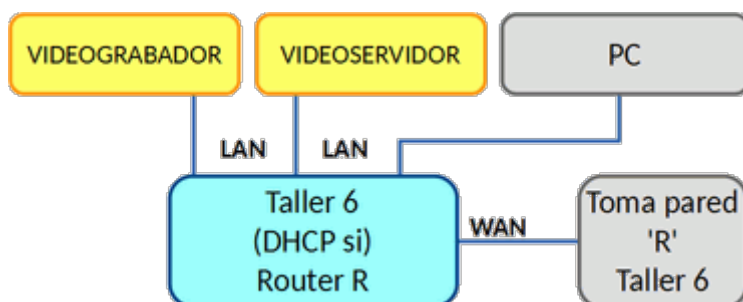 VIDEOGRABADOR
VIDEOSERVIDOR
PC
LAN
LAN
Taller 6
(DHCP si)
Router R
WAN
Toma pared
'R'
Taller 6